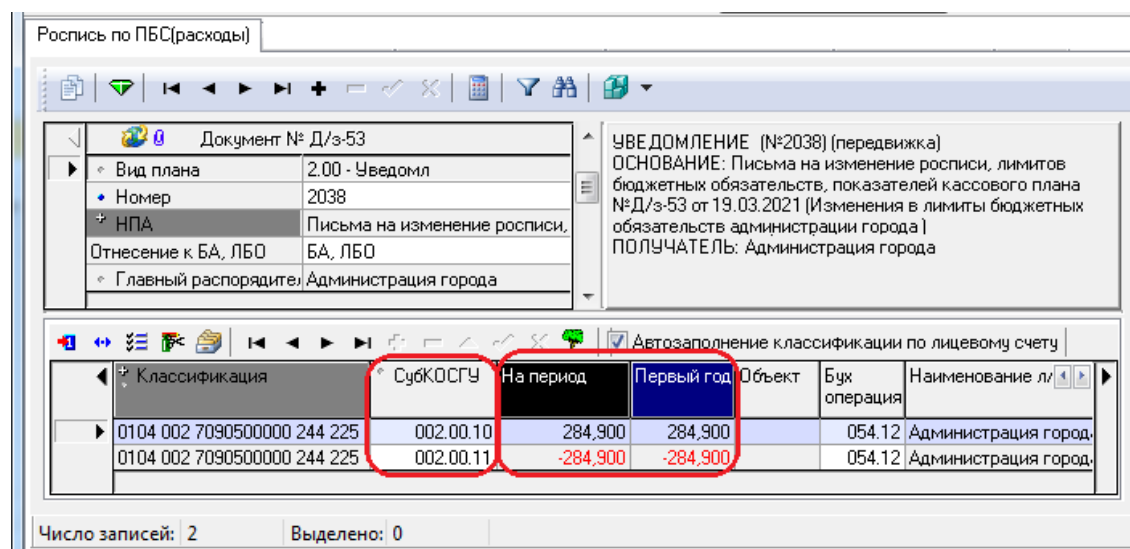 Роспись по ПБС(расходы)
Документ № Д/з-53
Вид плана 2.00 - Уведомл
Номер 2038
НПА Письма на изменение росписи,
Отнесение к БА, ЛБО БА, ЛБО
Главный распорядите Администрация города
УВЕДОМЛЕНИЕ (№2038) (передвижка)
ОСНОВАНИЕ: Письма на изменение росписи, лимитов
бюджетных обязательств, показателей кассового плана
№Д/з-53 от 19.03.2021 (Изменения в лимиты бюджетных
обязательств администрации города )
ПОЛУЧАТЕЛЬ: Администрация города
Автозаполнение классификации по лицевому счету
Классификация СубКОСГУ На период Первый год Объект Бух операция Наименование л/
0104 002 7090500000 244 225 002.00.10 284,900 284,900 054.12 Администрация город
0104 002 7090500000 244 225 002.00.11 -284,900 -284,900 054.12 Администрация город
Число записей: 2 Выделено: 0